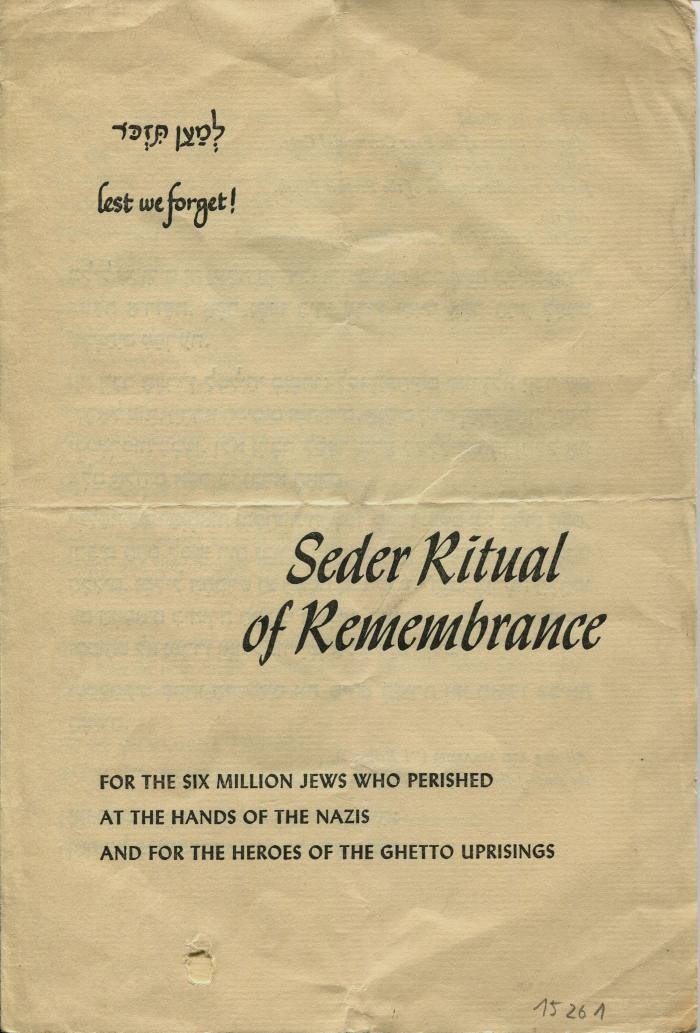 לְמַעַן תִּזְכֹּר
lest we forget!
Seder Ritual
of Remembrance
FOR THE SIX MILLION JEWS WHO PERISHED
AT THE HANDS OF THE NAZIS
AND FOR THE HEROES OF THE GHETTO UPRISINGS
15261